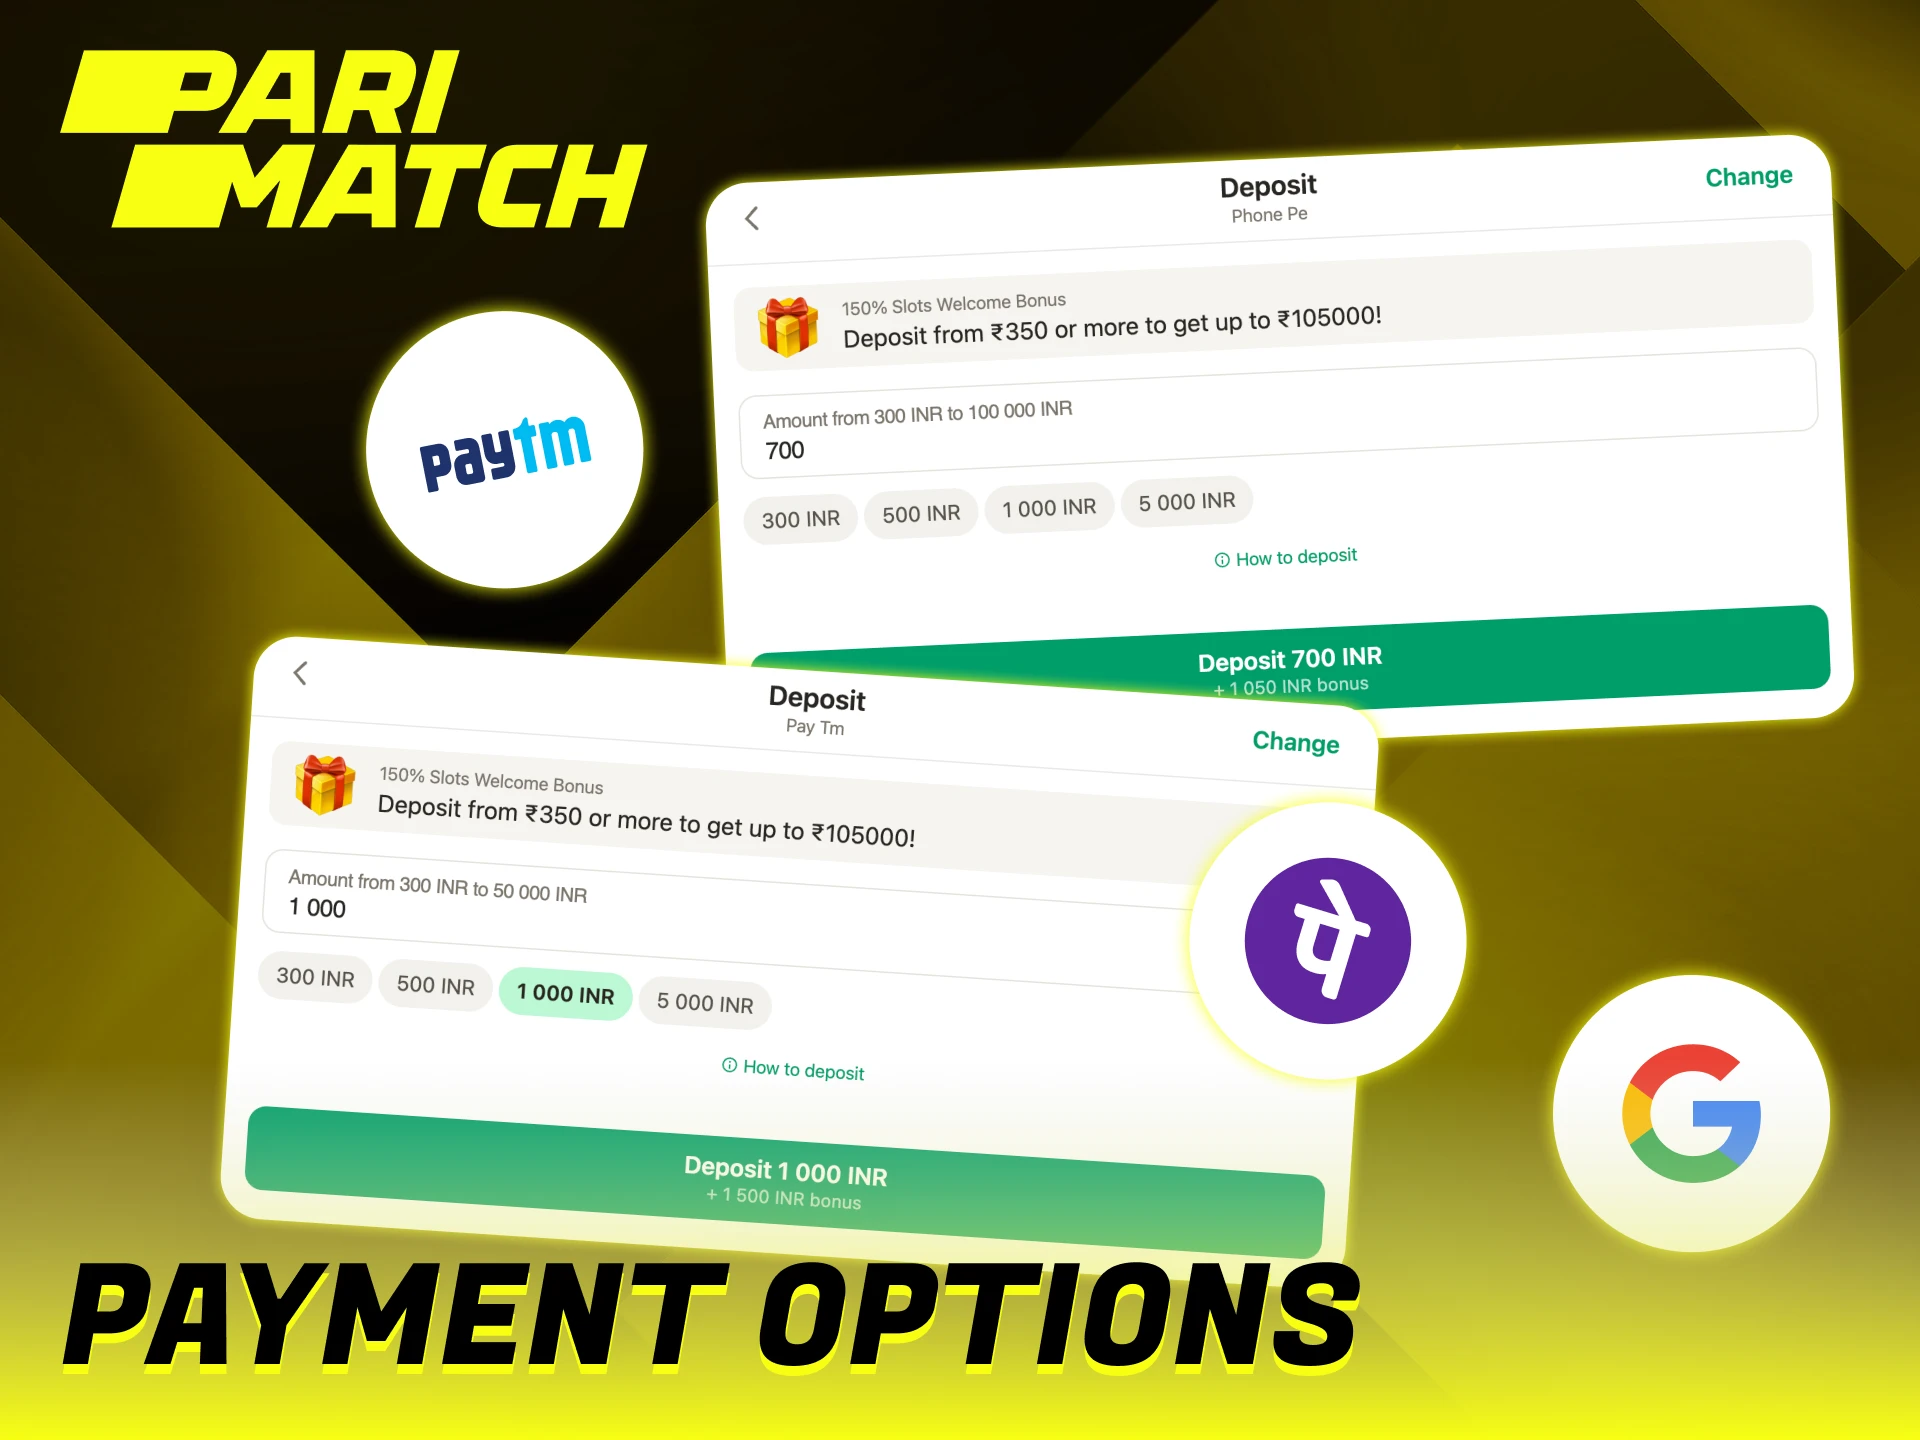 PARI
MATCH
Deposit
Phone Pe
Change
150% Slots Welcome Bonus
Deposit from ₹350 or more to get up to ₹105000!
Amount from 300 INR to 100 000 INR
700
300 INR
500 INR
1 000 INR
5 000 INR
How to deposit
Deposit 700 INR
+ 1 050 INR bonus
paytm
Deposit
Pay Tm
Change
150% Slots Welcome Bonus
Deposit from ₹350 or more to get up to ₹105000!
Amount from 300 INR to 50 000 INR
1 000
300 INR
500 INR
1 000 INR
5 000 INR
How to deposit
Deposit 1 000 INR
+ 1 500 INR bonus
पे
G
PAYMENT OPTIONS